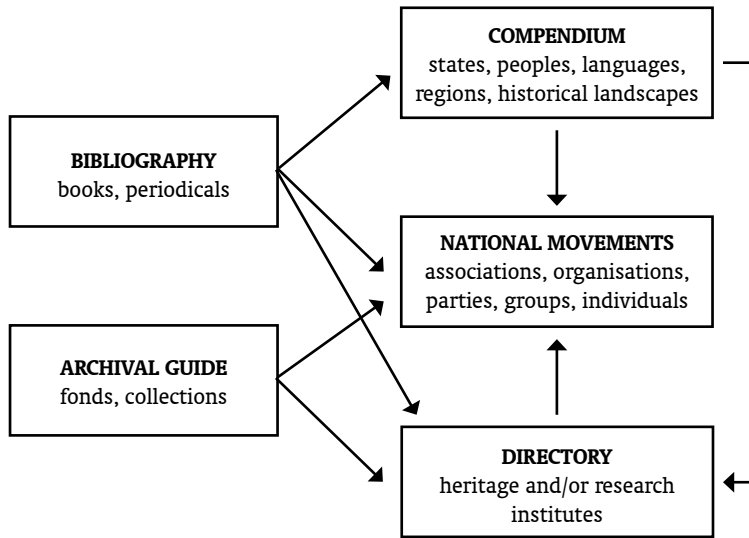 COMPENDIUM
states, peoples, languages,
regions, historical landscapes
BIBLIOGRAPHY
books, periodicals
NATIONAL MOVEMENTS
associations, organisations,
parties, groups, individuals
ARCHIVAL GUIDE
fonds, collections
DIRECTORY
heritage and/or research
institutes